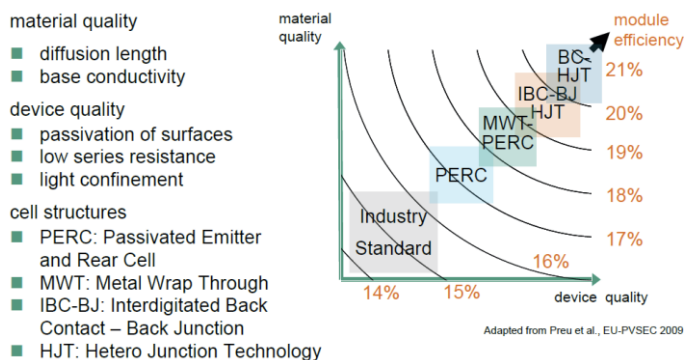 material quality
diffusion length
base conductivity
device quality
passivation of surfaces
low series resistance
light confinement
cell structures
PERC: Passivated Emitter
and Rear Cell
MWT: Metal Wrap Through
IBC-BJ: Interdigitated Back
Contact – Back Junction
HJT: Hetero Junction Technology
material
quality
module
efficiency
BC-
HJT
21%
IBC-BJ
HJT
20%
MWT-
PERC
19%
PERC
18%
17%
Industry
Standard
16%
14%
15%
device quality
Adapted from Preu et al., EU-PVSEC 2009